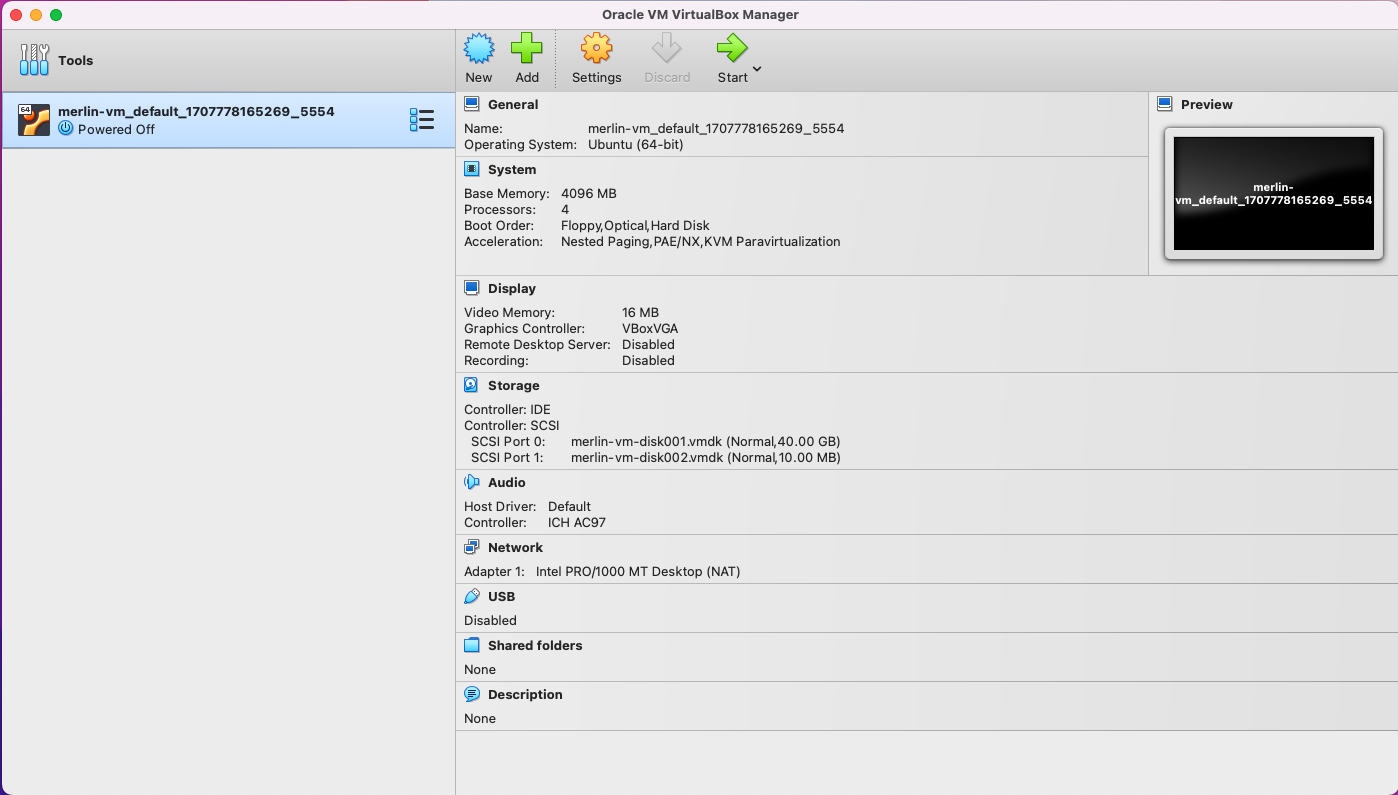 Oracle VM VirtualBox Manager
Tools
New
Add
Settings
Discard
Start
64
merlin-vm_default_1707778165269_5554
Powered Off
General
Name: merlin-vm_default_1707778165269_5554
Operating System: Ubuntu (64-bit)
System
Base Memory: 4096 MB
Processors: 4
Boot Order: Floppy,Optical,Hard Disk
Acceleration: Nested Paging,PAE/NX,KVM Paravirtualization
Preview
merlin-
vm_default_1707778165269_5554
Display
Video Memory: 16 MB
Graphics Controller: VBoxVGA
Remote Desktop Server: Disabled
Recording: Disabled
Storage
Controller: IDE
Controller: SCSI
SCSI Port 0: merlin-vm-disk001.vmdk (Normal,40.00 GB)
SCSI Port 1: merlin-vm-disk002.vmdk (Normal,10.00 MB)
Audio
Host Driver: Default
Controller: ICH AC97
Network
Adapter 1: Intel PRO/1000 MT Desktop (NAT)
USB
Disabled
Shared folders
None
Description
None